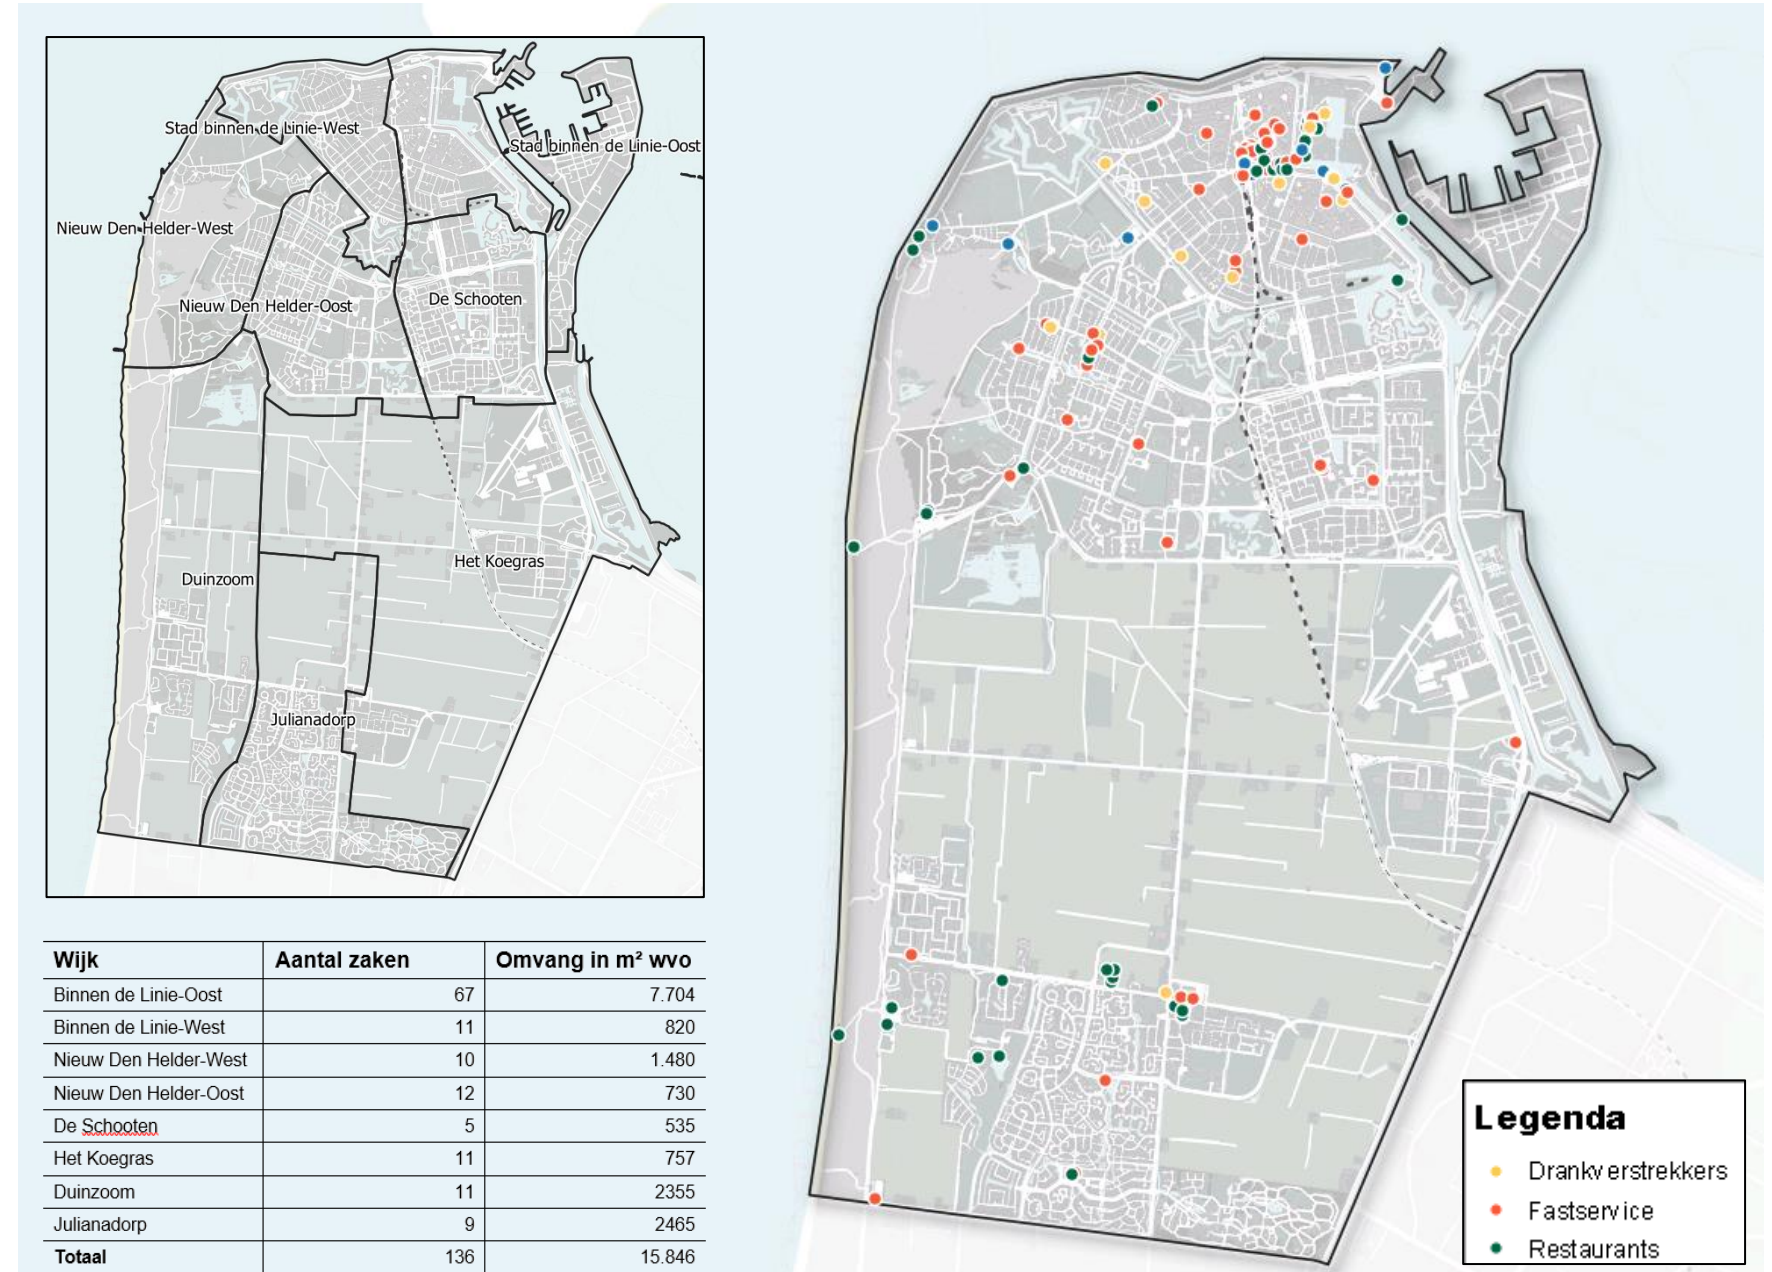 Stad binnen de Linie-West
Stad binnen de Linie-Oost
Nieuw Den Helder-West
Nieuw Den Helder-Oost
De Schooten
Het Koegras
Duinzoom
Julianadorp
Wijk Aantal zaken Omvang in m² wvo
Binnen de Linie-Oost 67 7.704
Binnen de Linie-West 11 820
Nieuw Den Helder-West 10 1.480
Nieuw Den Helder-Oost 12 730
De Schooten 5 535
Het Koegras 11 757
Duinzoom 11 2355
Julianadorp 9 2465
Totaal 136 15.846
Legenda
Drankverstrekkers
Fastservice
Restaurants